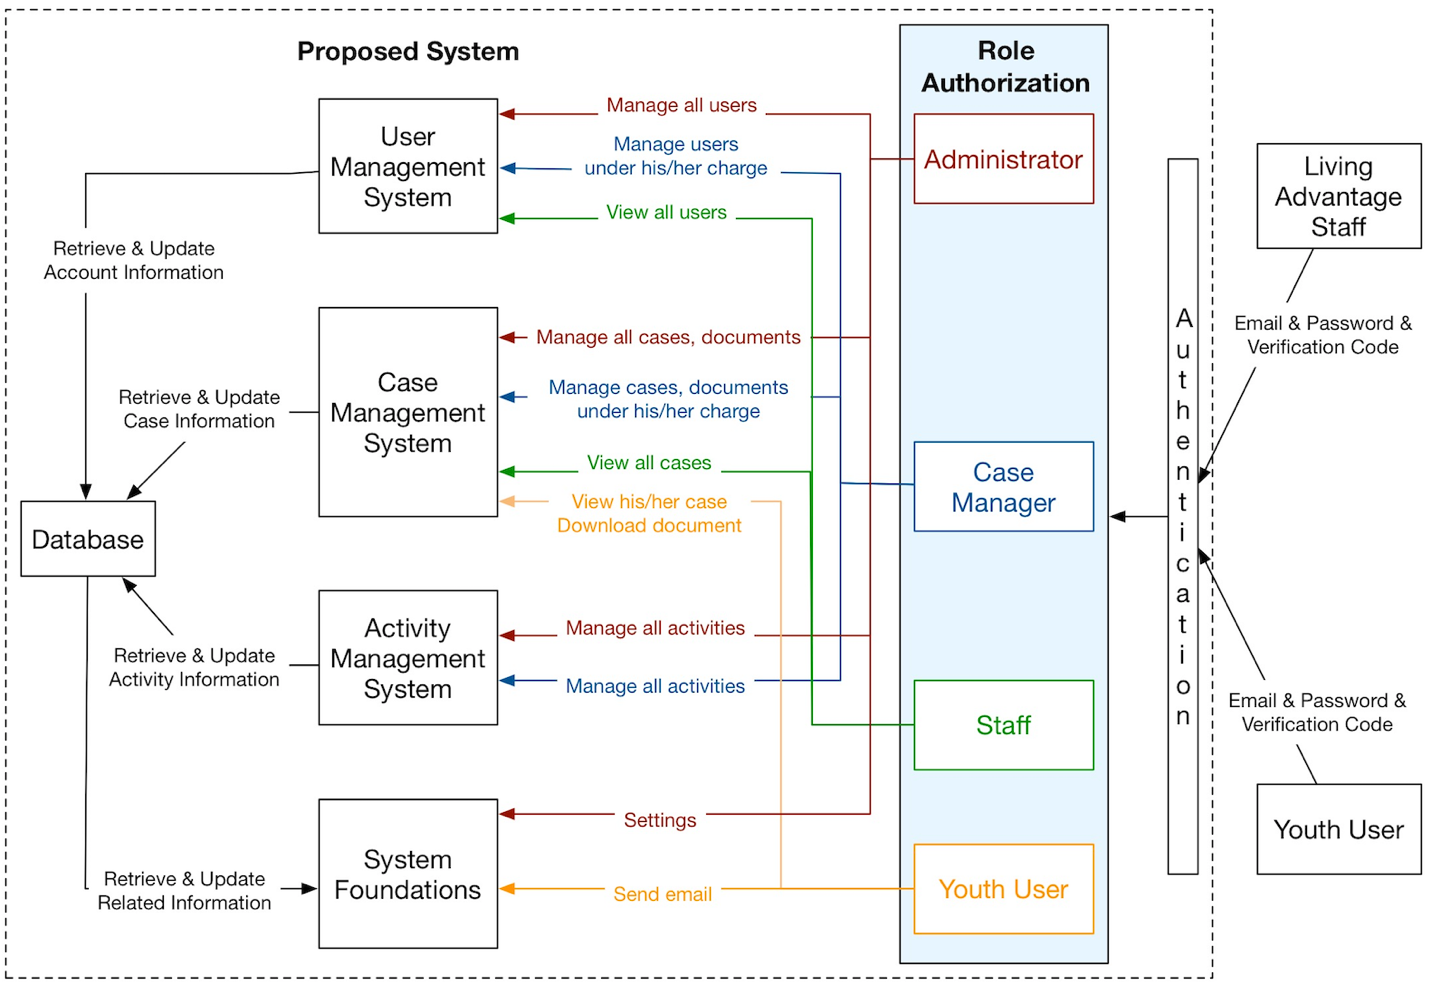 Proposed System
Role
Authorization
User
Management
System
Manage all users
Manage users
under his/her charge
View all users
Administrator
Living
Advantage
Staff
Retrieve & Update
Account Information
Email & Password &
Verification Code
Case
Management
System
Manage all cases, documents
Manage cases, documents
under his/her charge
View all cases
View his/her case
Download document
Retrieve & Update
Case Information
Case
Manager
Authentication
Database
Activity
Management
System
Manage all activities
Manage all activities
Retrieve & Update
Activity Information
Staff
Email & Password &
Verification Code
System
Foundations
Settings
Send email
Youth User
Youth User
Retrieve & Update
Related Information